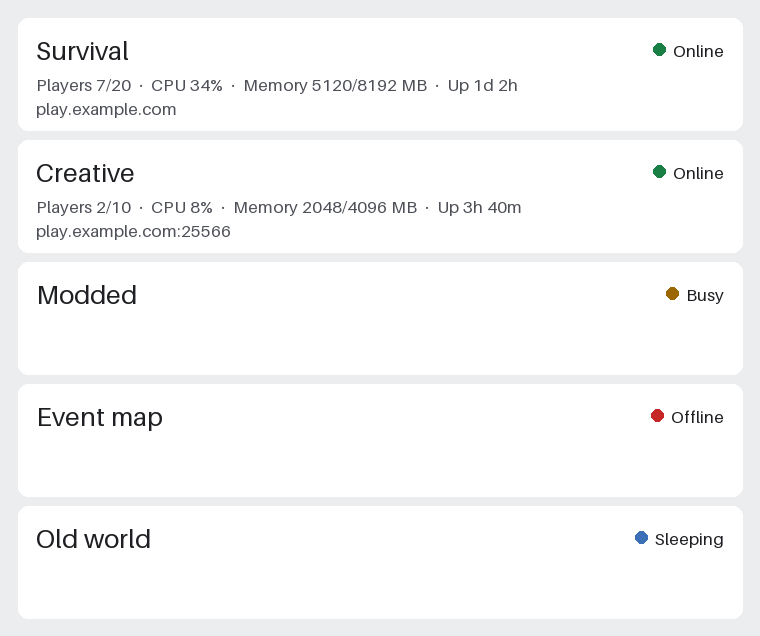 Survival
Online
Players 7/20 · CPU 34% · Memory 5120/8192 MB · Up 1d 2h
play.example.com
Creative
Online
Players 2/10 · CPU 8% · Memory 2048/4096 MB · Up 3h 40m
play.example.com:25566
Modded
Busy
Event map
Offline
Old world
Sleeping